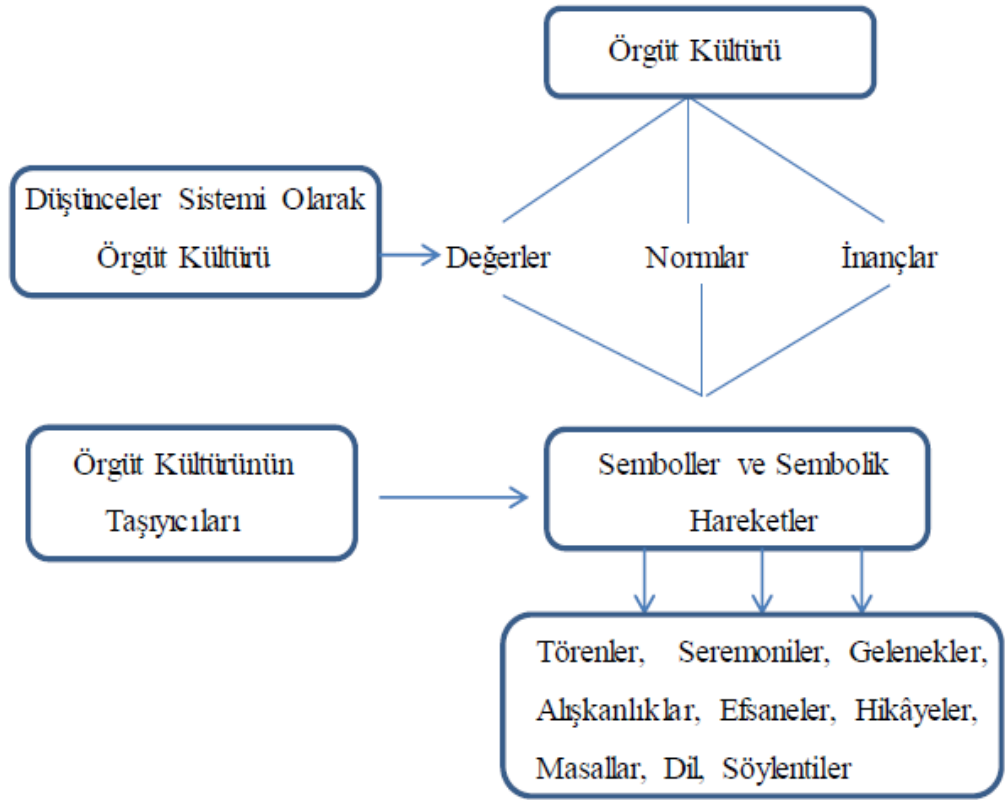 Örgüt Kültürü
Düşünceler Sistemi Olarak
Örgüt Kültürü
Değerler Normlar İnançlar
Örgüt Kültürünün
Taşıyıcıları
Semboller ve Sembolik
Hareketler
Törenler, Seremoniler, Gelenekler,
Alışkanlıklar, Efsaneler, Hikâyeler,
Masallar, Dil, Söylentiler